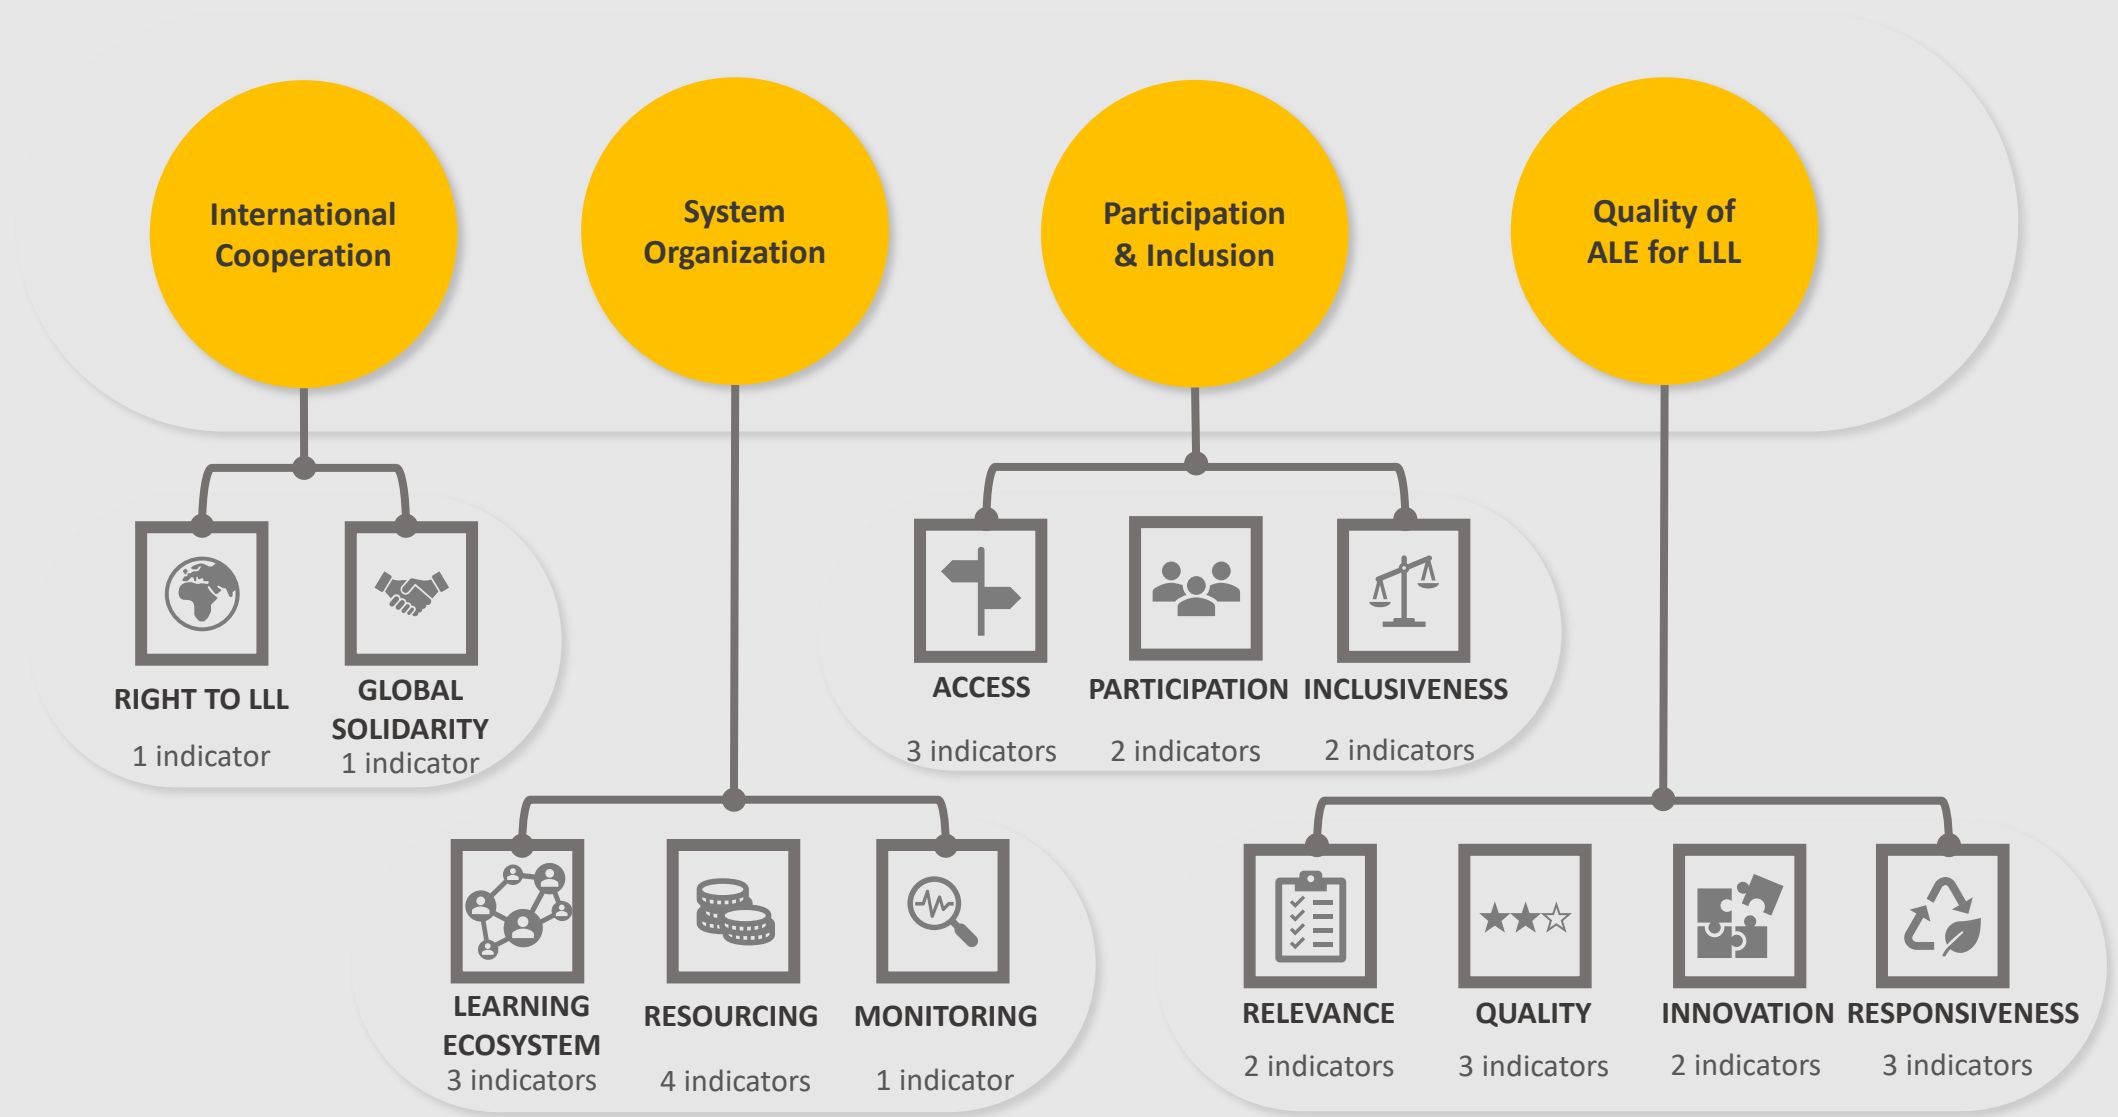 International
Cooperation
System
Organization
Participation
& Inclusion
Quality of
ALE for LLL
RIGHT TO LLL
1 indicator
GLOBAL
SOLIDARITY
1 indicator
ACCESS
3 indicators
PARTICIPATION
2 indicators
INCLUSIVENESS
2 indicators
LEARNING
ECOSYSTEM
3 indicators
RESOURCING
4 indicators
MONITORING
1 indicator
RELEVANCE
2 indicators
QUALITY
3 indicators
INNOVATION
2 indicators
RESPONSIVENESS
3 indicators